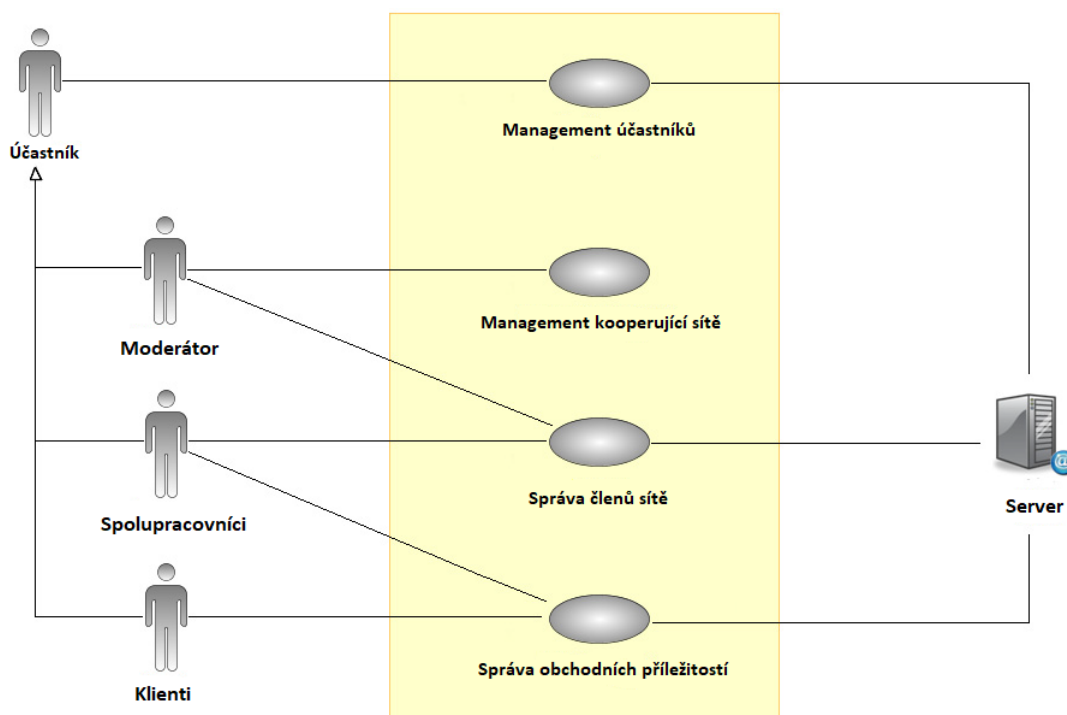 Účastník
Management účastníků
Moderátor
Management kooperující sítě
Spolupracovníci
Správa členů sítě
@
Server
Klienti
Správa obchodních příležitostí